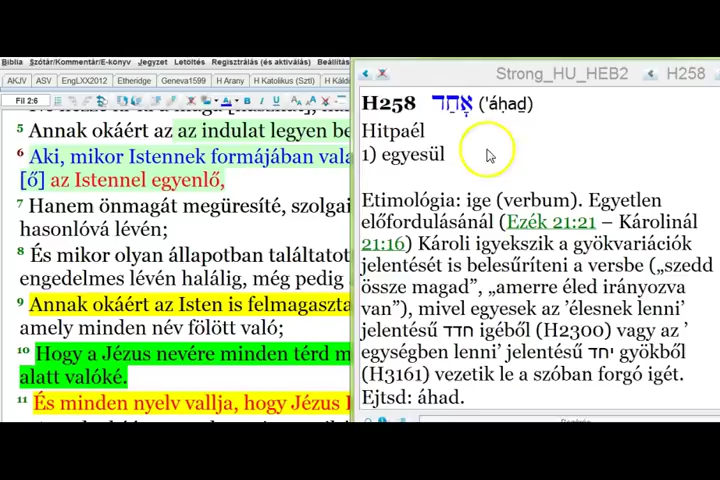 Biblia Szótár/Kommentár/E-könyv Jegyzet Letöltés Regisztrálás (és aktiválás) Beállítás
AKJV ASV EngLXX2012 Etheridge Geneva1599 H Arany H Katolikus (SztI) H Káldi
Fil 2:6
5 Annak okáért az az indulat legyen be
6 Aki, mikor Istennek formájában vala
[ő] az Istennel egyenlő,
7 Hanem önmagát megüresíté, szolgai
hasonlóvá lévén;
8 És mikor olyan állapotban találtatot
engedelmes lévén halálig, még pedig
9 Annak okáért az Isten is felmagaszta
amely minden név fölött való;
10 Hogy a Jézus nevére minden térd m
alatt valóké.
11 És minden nyelv vallja, hogy Jézus
Strong_HU_HEB2 H258
H258 אָחַד ('áḥaḏ)
Hitpaél
1) egyesül
Etimológia: ige (verbum). Egyetlen
előfordulásánál (Ezék 21:21 – Károlinál
21:16) Károli igyekszik a gyökvariációk
jelentését is belesűríteni a versbe („szedd
össze magad”, „amerre éled irányozva
van”), mivel egyesek az ’élesnek lenni’
jelentésű חדד igéből (H2300) vagy az ’
egységben lenni’ jelentésű יחד gyökből
(H3161) vezetik le a szóban forgó igét.
Ejtsd: áhad.